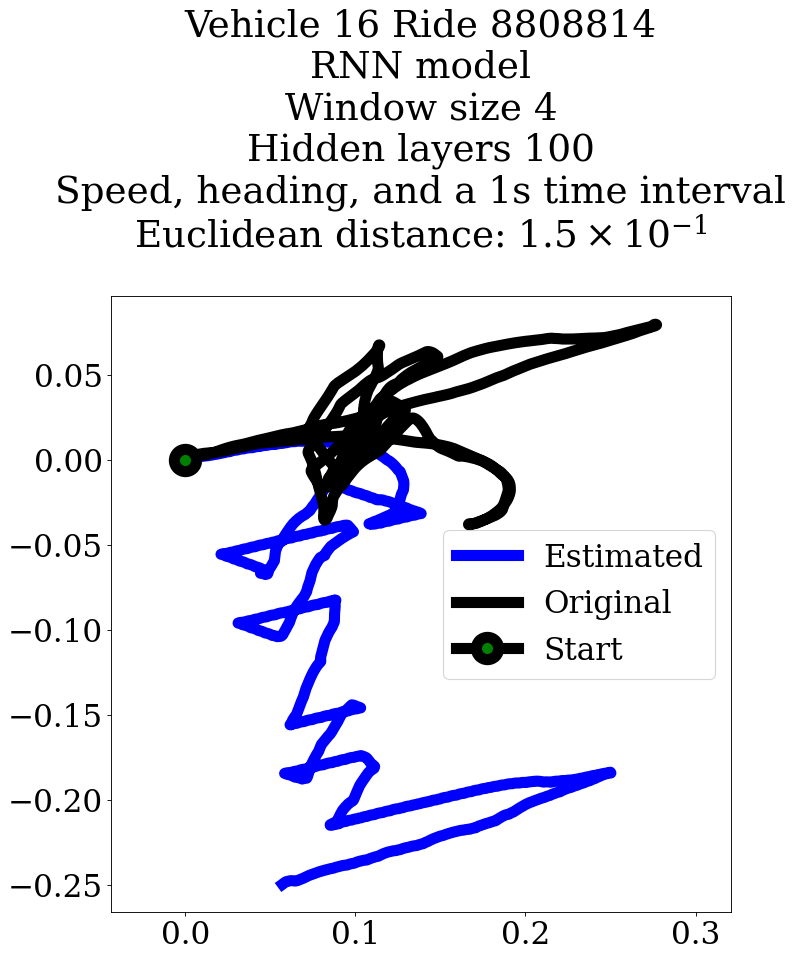 Vehicle 16 Ride 8808814
RNN model
Window size 4
Hidden layers 100
Speed, heading, and a 1s time interval
Euclidean distance: 1.5 × 10⁻¹
0.05
0.00
−0.05
−0.10
−0.15
−0.20
−0.25
Estimated
Original
Start
0.0 0.1 0.2 0.3